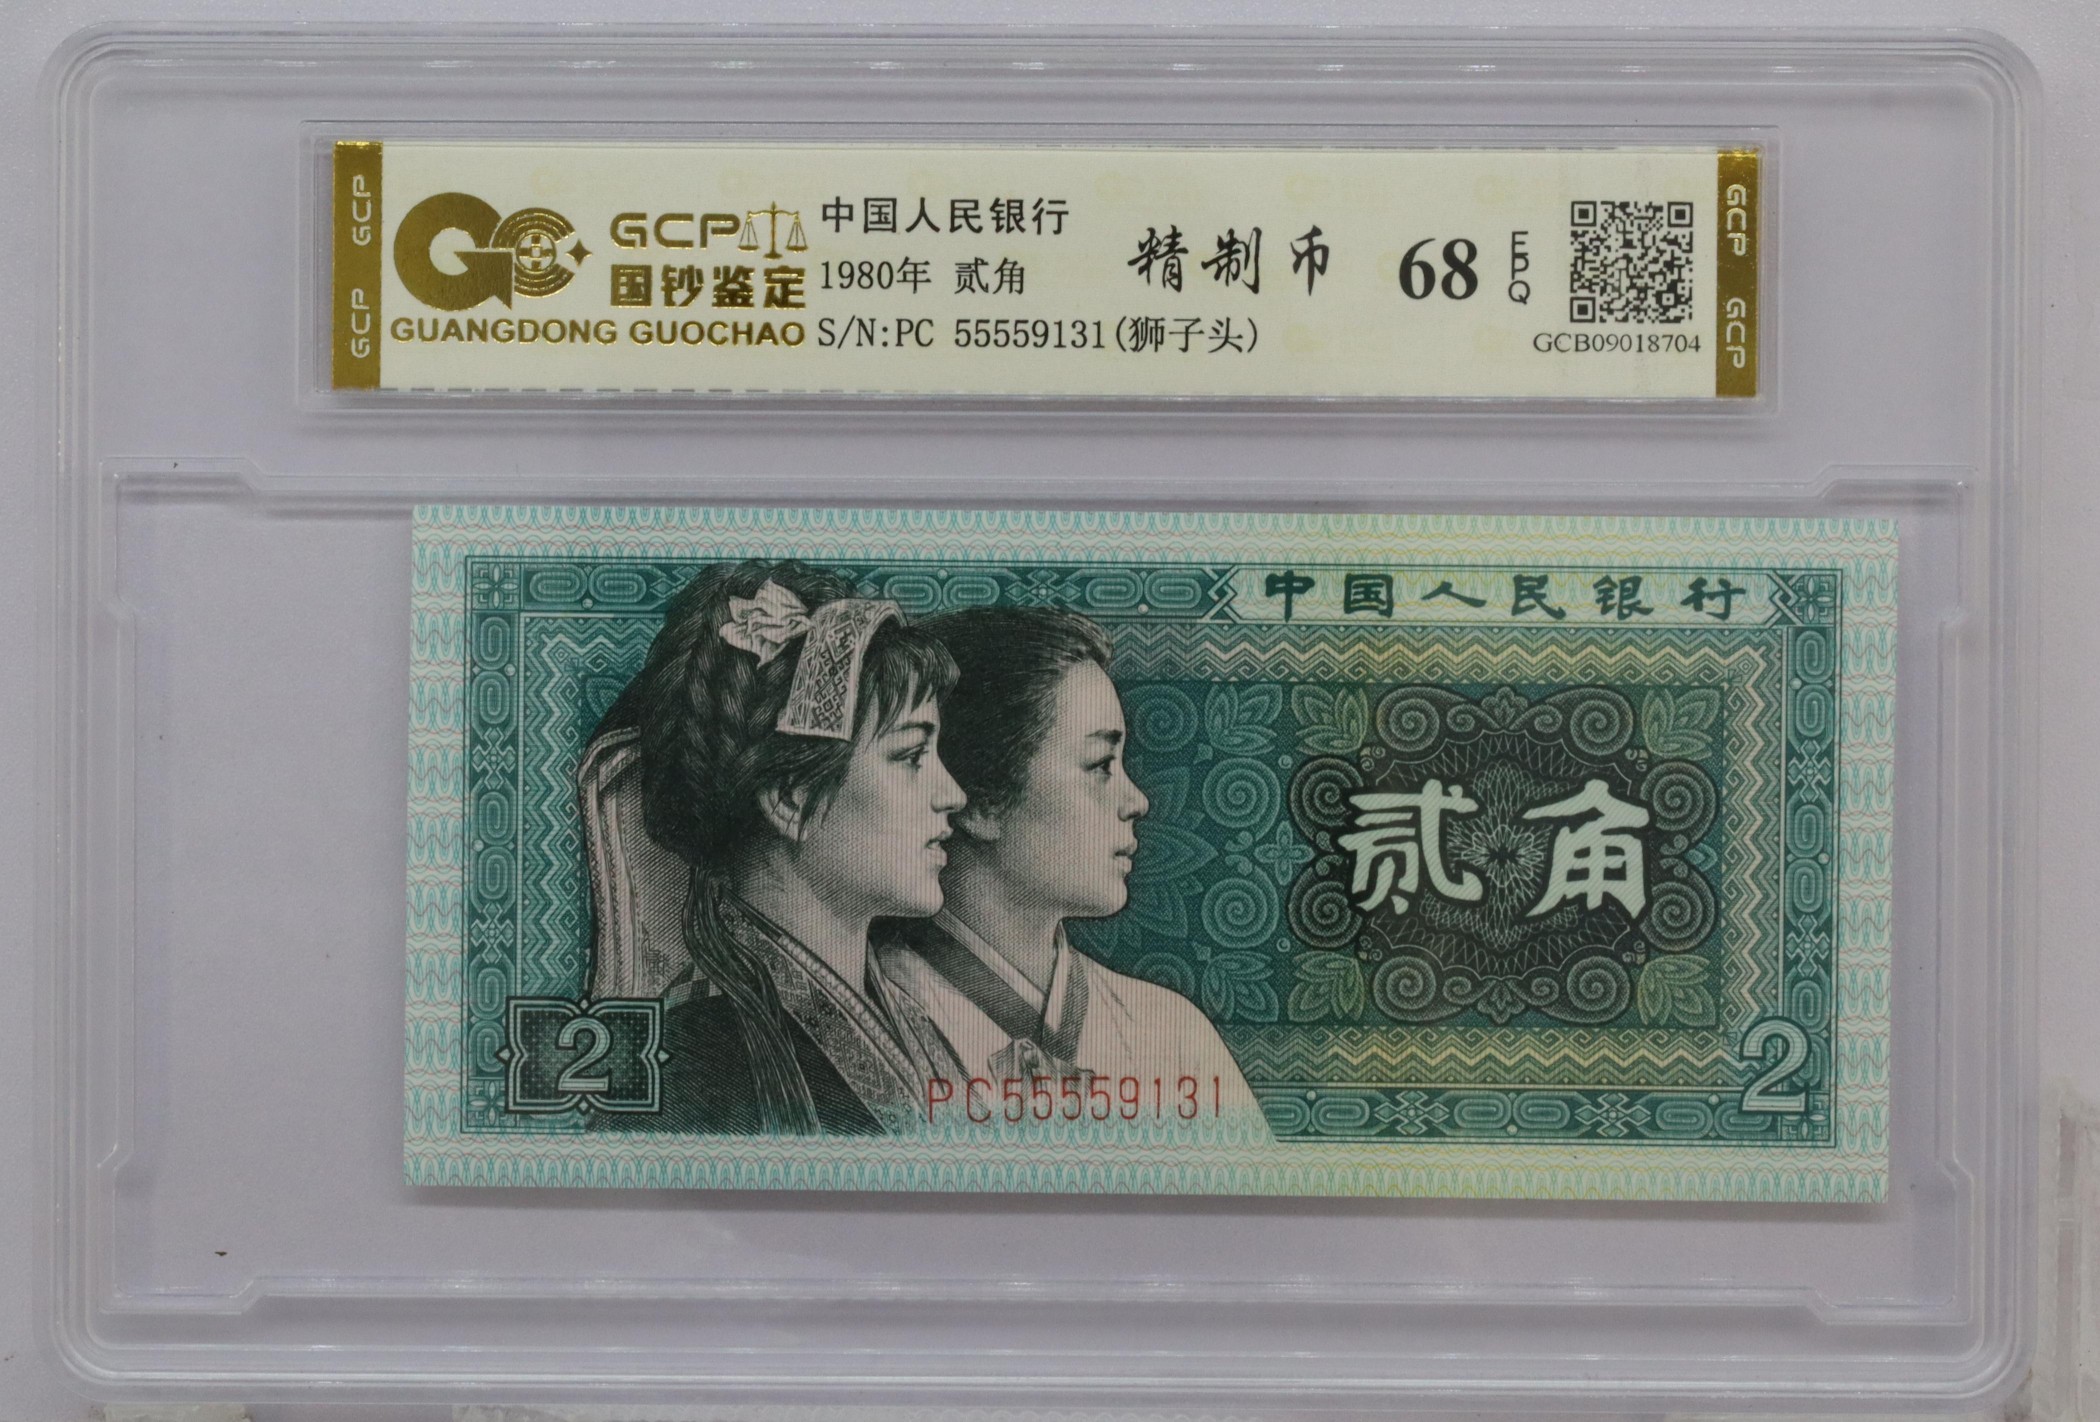 GCP GCP
GCP
国钞鉴定
GUANGDONG GUOCHAO
中国人民银行
1980年 贰角
S/N:PC 55559131(狮子头)
精制币
68
EPQ
GCB09018704
GCP GCP
中国人民银行
贰角
2
PC55559131
2